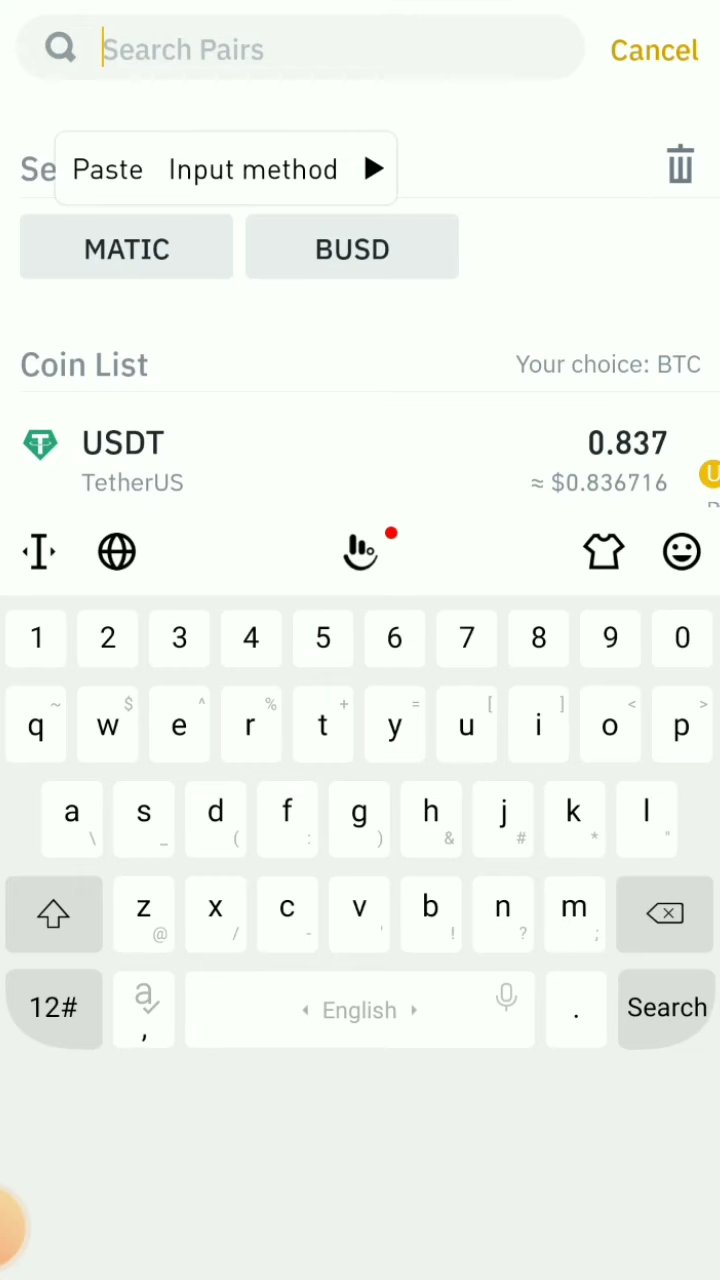 Search Pairs Cancel
Se Paste Input method
MATIC BUSD
Coin List Your choice: BTC
USDT 0.837
TetherUS ≈ $0.836716
1 2 3 4 5 6 7 8 9 0
~ $ ^ % + = [ ] < >
q w e r t y u i o p
a s d f g h j k l
\ _ ( : ) & # * "
z x c v b n m
@ / - ' ! ? ;
12# , English . Search